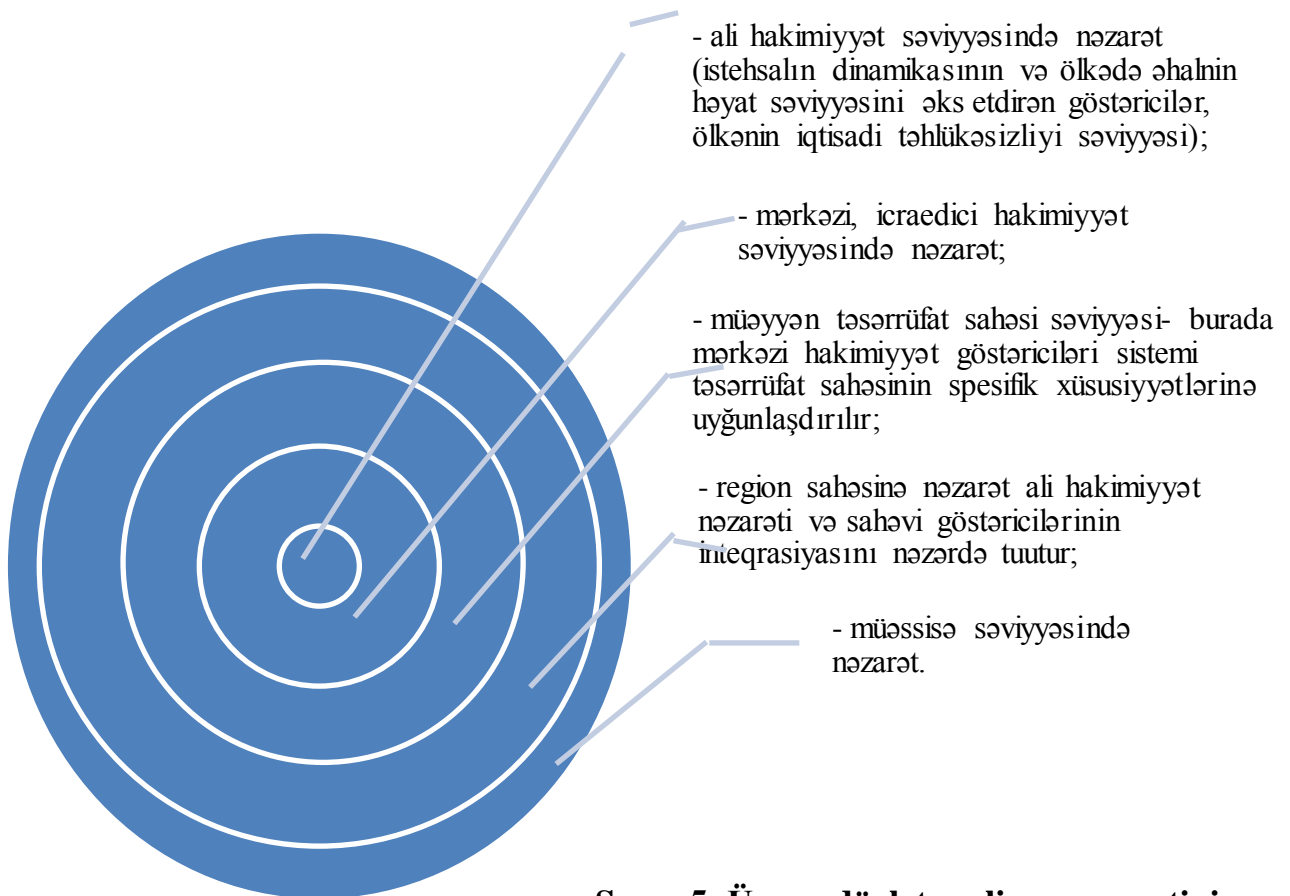 - ali hakimiyyət səviyyəsində nəzarət
(istehsalın dinamikasının və ölkədə əhalnin
həyat səviyyəsini əks etdirən göstəricilər,
ölkənin iqtisadi təhlükəsizliyi səviyyəsi);
- mərkəzi, icraedici hakimiyyət
səviyyəsində nəzarət;
- müəyyən təsərrüfat sahəsi səviyyəsi- burada
mərkəzi hakimiyyət göstəriciləri sistemi
təsərrüfat sahəsinin spesifik xüsusiyyətlərinə
uyğunlaşdırılır;
- region sahəsinə nəzarət ali hakimiyyət
nəzarəti və sahəvi göstəricilərinin
inteqrasiyasını nəzərdə tuutur;
- müəssisə səviyyəsində
nəzarət.